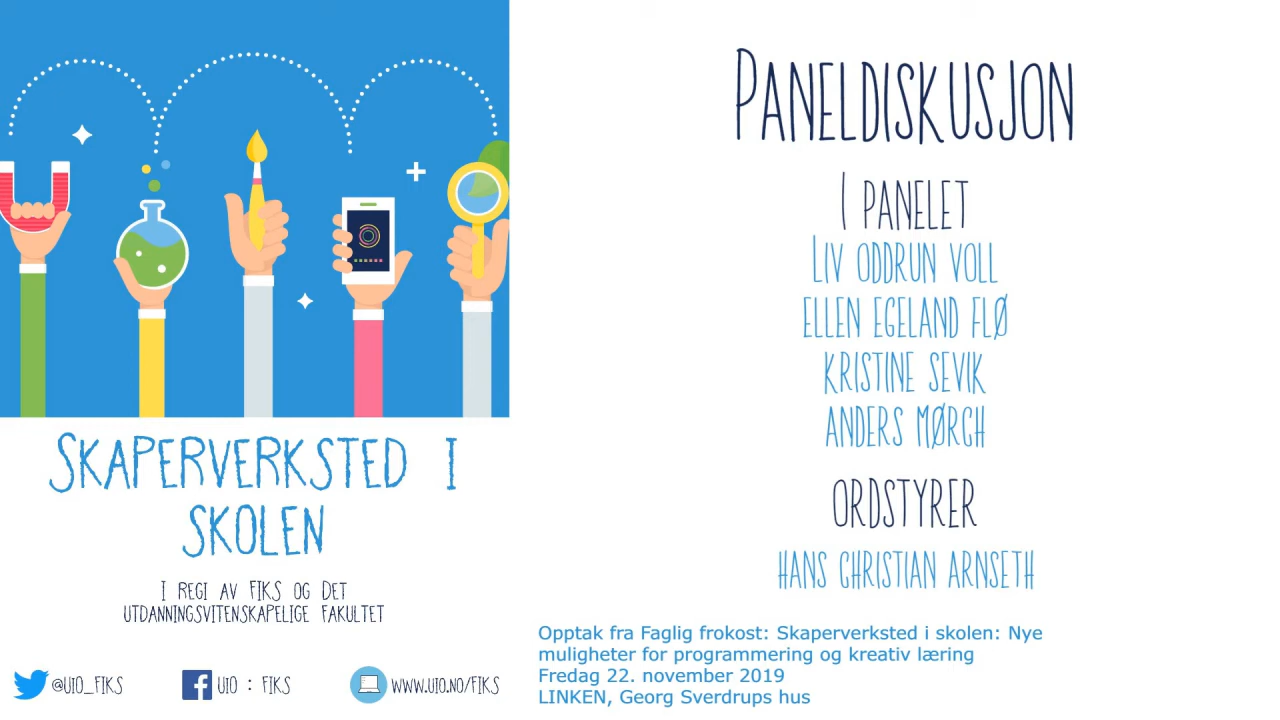 Skaperverksted i
skolen
I regi av FIKS og Det
utdanningsvitenskapelige fakultet
@UiO_FIKS
UiO : FIKS
www.uio.no/fiks
Paneldiskusjon
I panelet
Liv Oddrun Voll
Ellen Egeland Flø
Kristine Sevik
Anders Mørch
Ordstyrer
Hans Christian Arnseth
Opptak fra Faglig frokost: Skaperverksted i skolen: Nye
muligheter for programmering og kreativ læring
Fredag 22. november 2019
LINKEN, Georg Sverdrups hus